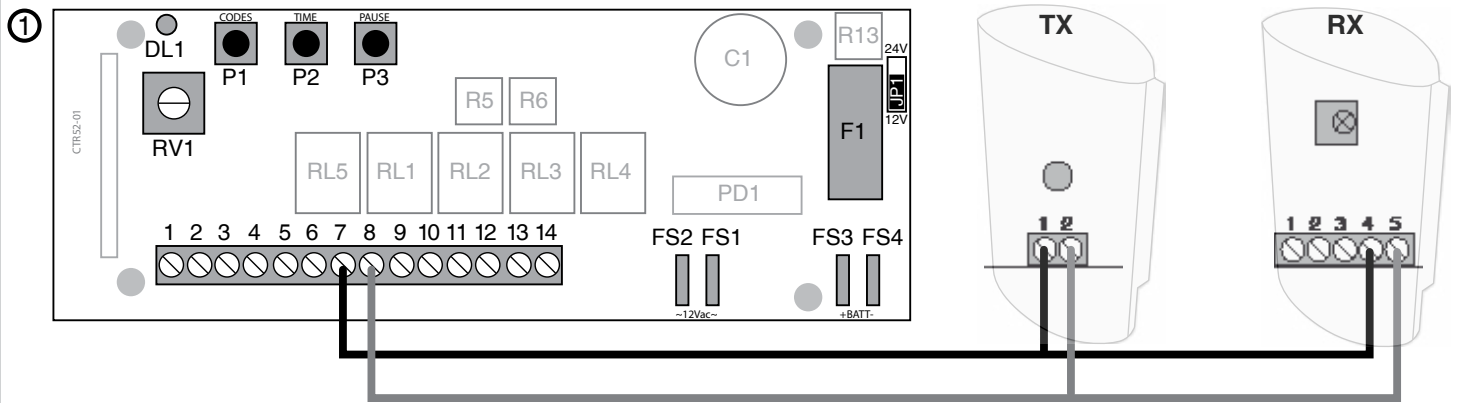 1
CODES TIME PAUSE
DL1
P1 P2 P3
C1
R13
24V
JP1
12V
CTR52-01
RV1
R5 R6
F1
RL5 RL1 RL2 RL3 RL4
PD1
1 2 3 4 5 6 7 8 9 10 11 12 13 14
FS2 FS1 FS3 FS4
~12Vac~ +BATT-
TX
1 2
RX
1 2 3 4 5